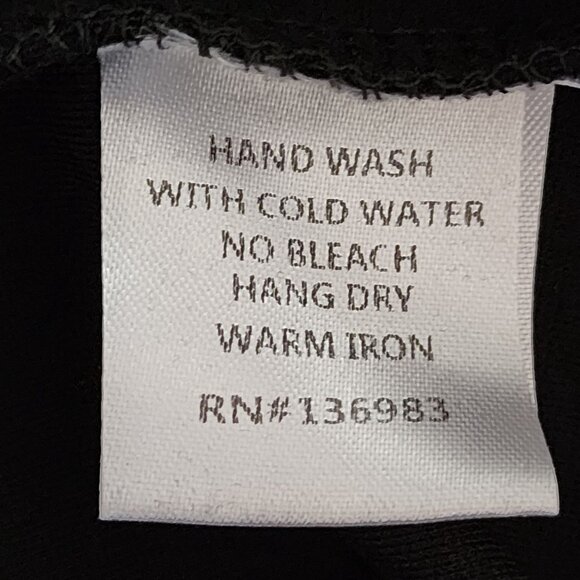 HAND WASH
WITH COLD WATER
NO BLEACH
HANG DRY
WARM IRON
RN#136983